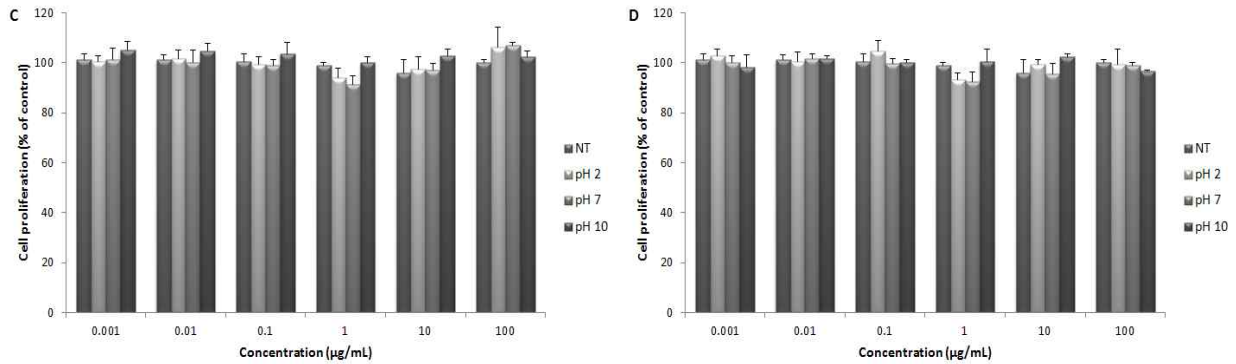 C
Cell proliferation (% of control)
120
100
80
60
40
20
0
0.001 0.01 0.1 1 10 100
Concentration (µg/mL)
NT
pH 2
pH 7
pH 10
D
Cell proliferation (% of control)
120
100
80
60
40
20
0
0.001 0.01 0.1 1 10 100
Concentration (µg/mL)
NT
pH 2
pH 7
pH 10